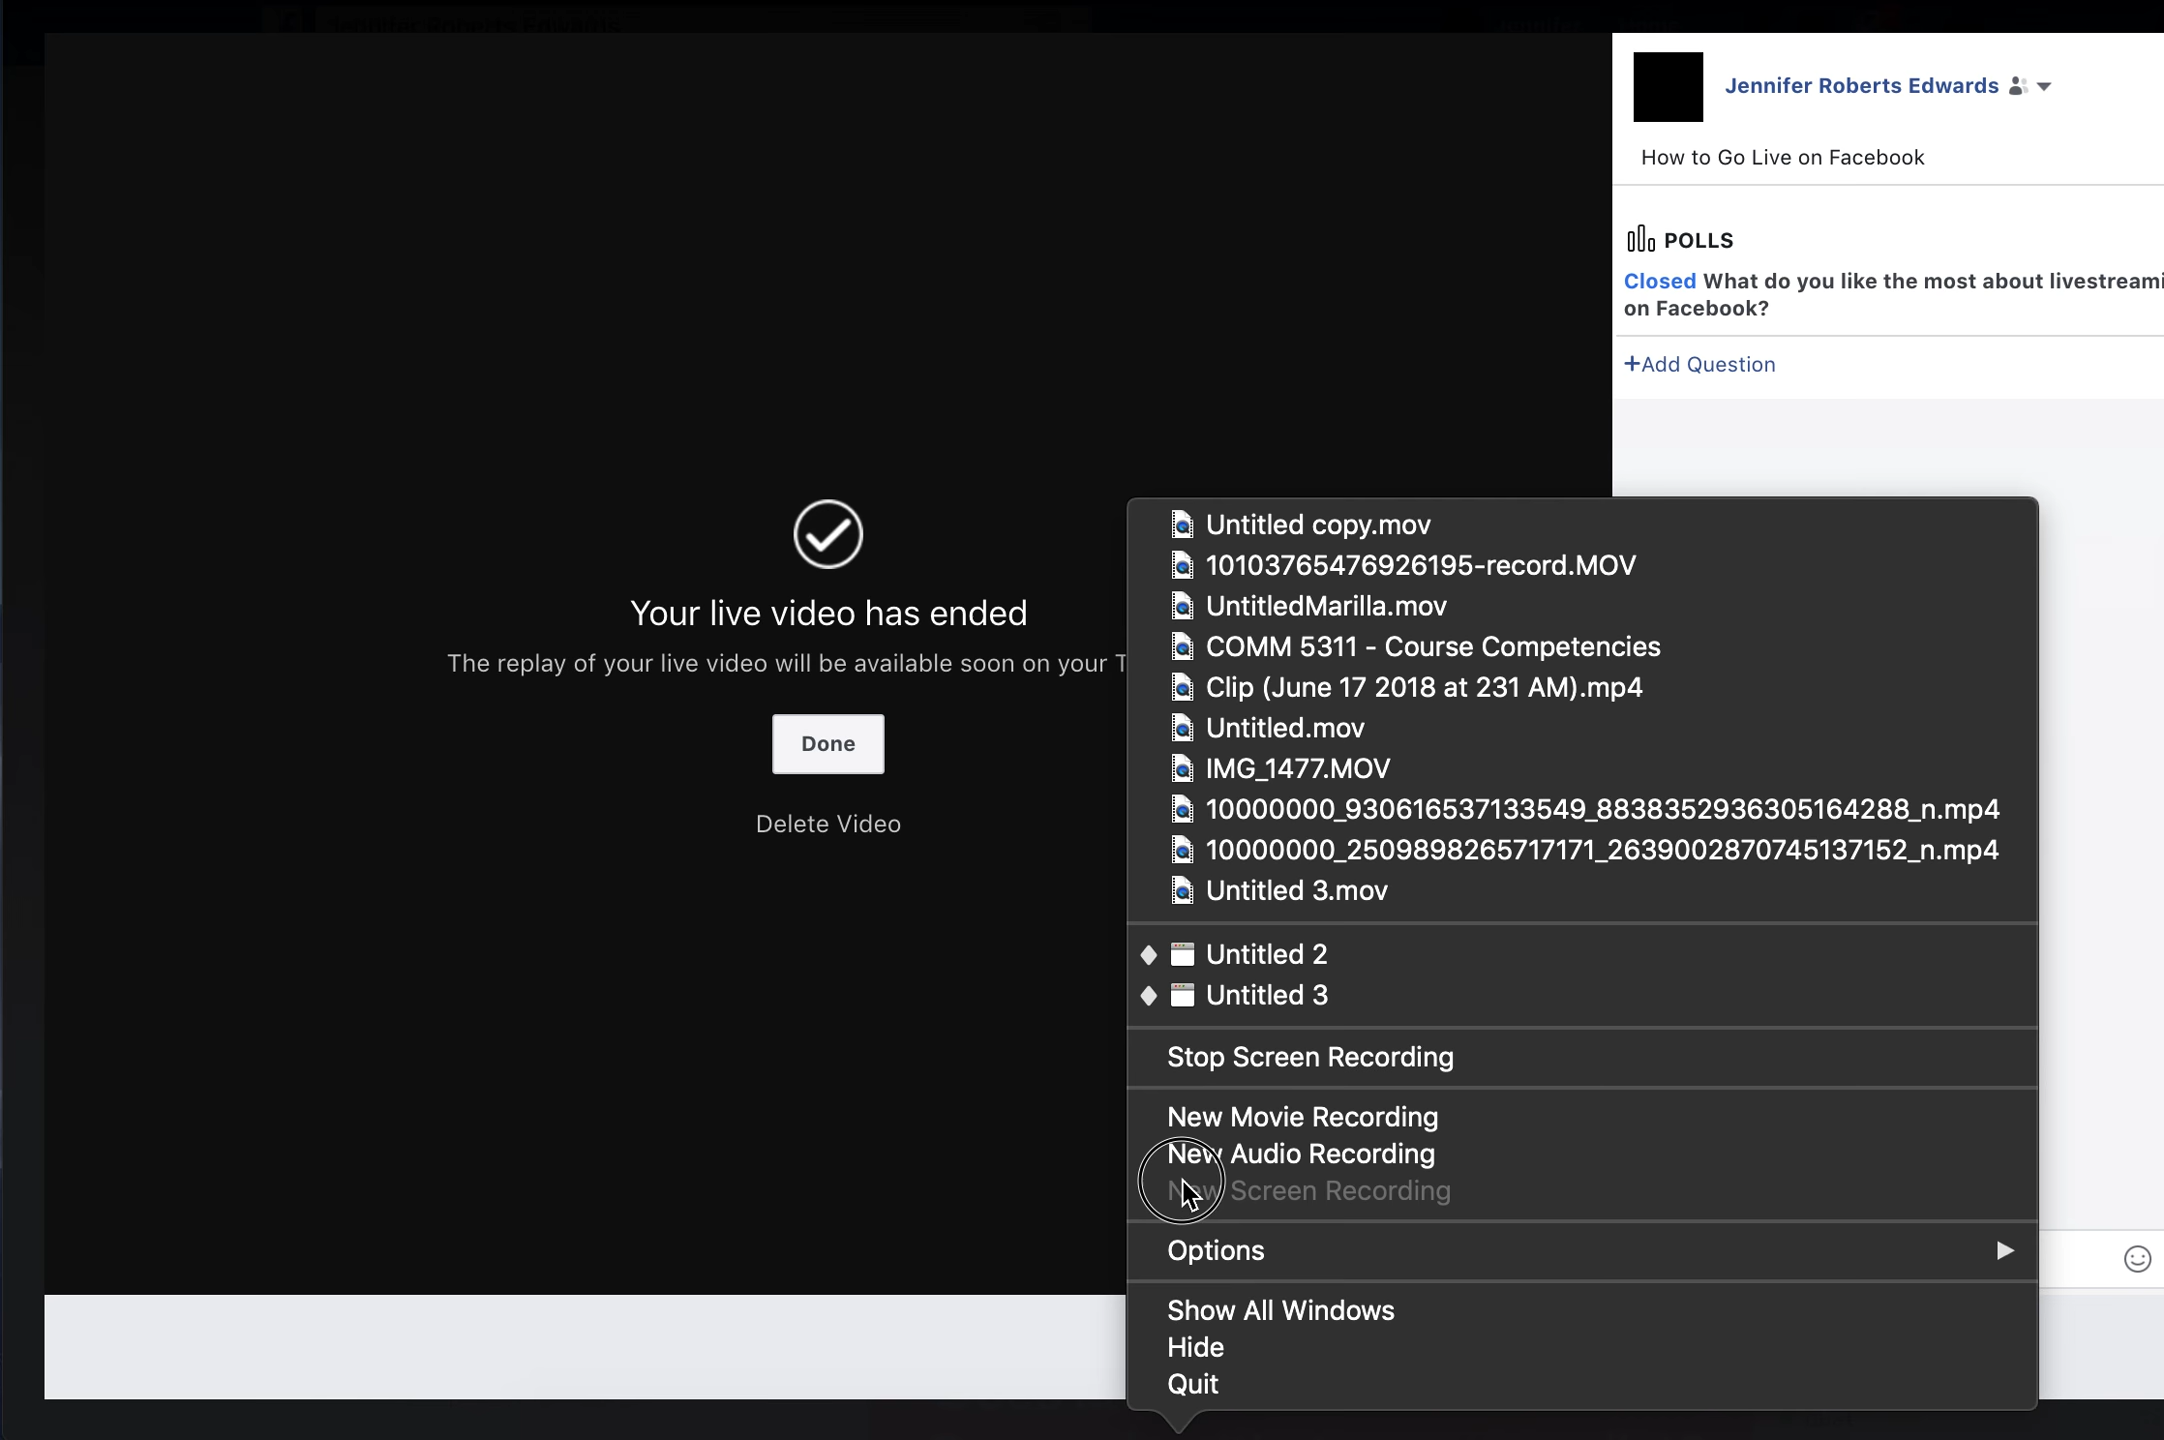 Jennifer Roberts Edwards
Jennifer Roberts Edwards
How to Go Live on Facebook
POLLS
Closed What do you like the most about
on Facebook?
+Add Question
Your live video has ended
The replay of your live video will be available soon on your
Done
Delete Video
Untitled copy.mov
10103765476926195-record.MOV
UntitledMarilla.mov
COMM 5311 - Course Competencies
Clip (June 17 2018 at 231 AM).mp4
Untitled.mov
IMG_1477.MOV
10000000_930616537133549_8838352936305164288_n.mp4
10000000_2509898265717171_2639002870745137152_n.mp4
Untitled 3.mov
Untitled 2
Untitled 3
Stop Screen Recording
New Movie Recording
New Audio Recording
New Screen Recording
Options
Show All Windows
Hide
Quit